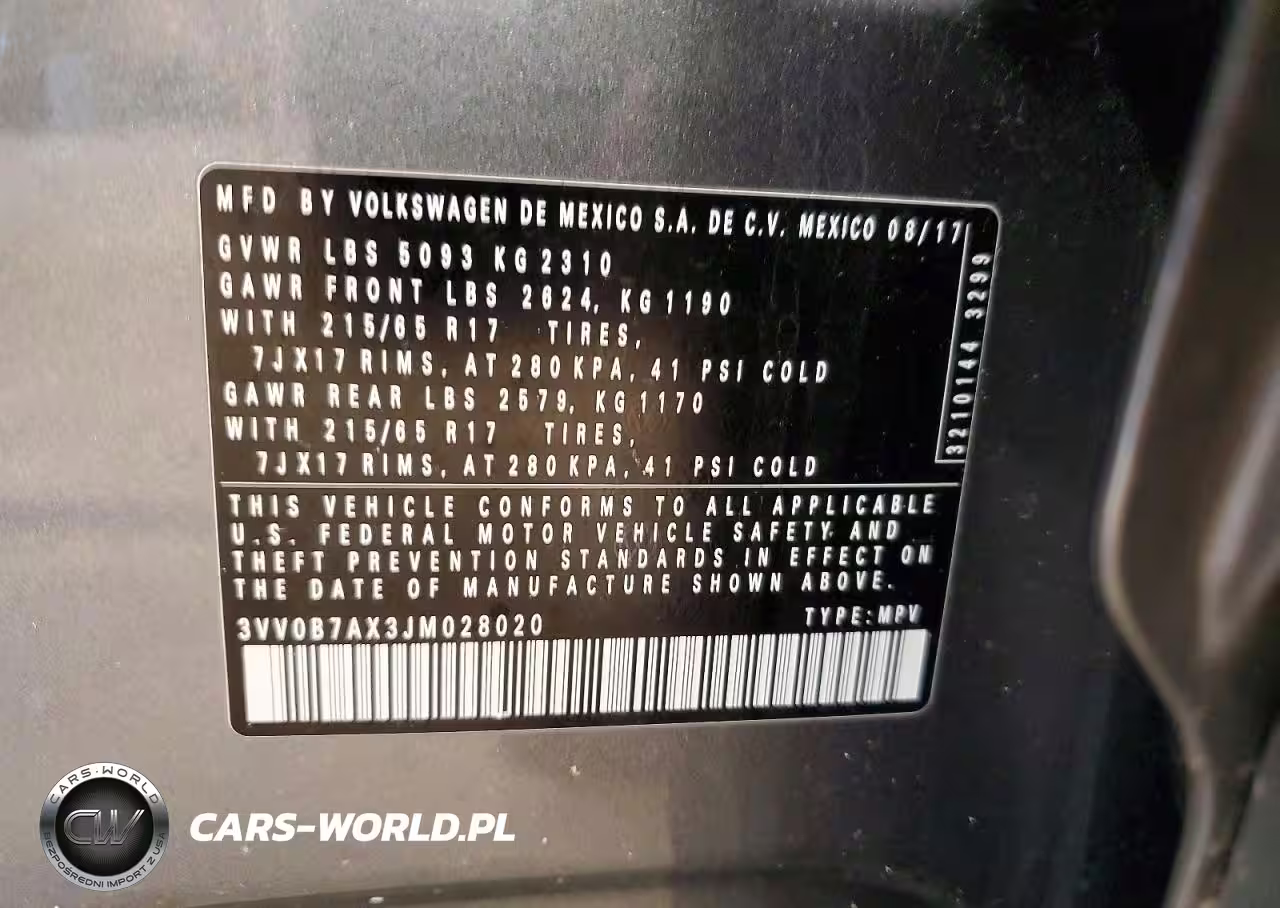 MFD BY VOLKSWAGEN DE MEXICO S.A. DE C.V. MEXICO 08/17
GVWR LBS 5093 KG 2310
GAWR FRONT LBS 2624, KG 1190
WITH 215/65 R17 TIRES,
7JX17 RIMS, AT 280 KPA, 41 PSI COLD
GAWR REAR LBS 2579, KG 1170
WITH 215/65 R17 TIRES,
7JX17 RIMS, AT 280 KPA, 41 PSI COLD
3210144 3299
THIS VEHICLE CONFORMS TO ALL APPLICABLE
U.S. FEDERAL MOTOR VEHICLE SAFETY AND
THEFT PREVENTION STANDARDS IN EFFECT ON
THE DATE OF MANUFACTURE SHOWN ABOVE.
3VV0B7AX3JM028020 TYPE: MPV
CARS-WORLD
CW
BEZPOŚREDNI IMPORT Z USA
CARS-WORLD.PL